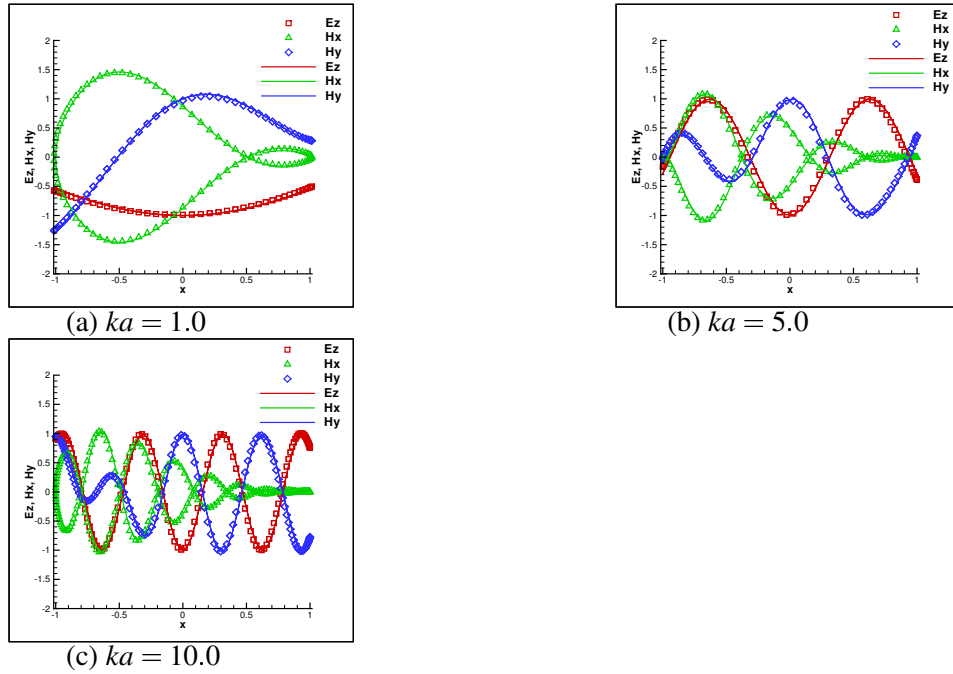 Ez
Hx
Hy
Ez
Hx
Hy
2
1.5
1
0.5
0
-0.5
-1
-1.5
-2
Ez, Hx, Hy
-1 -0.5 0 0.5 1
x
(a) ka = 1.0
Ez
Hx
Hy
Ez
Hx
Hy
2
1.5
1
0.5
0
-0.5
-1
-1.5
-2
Ez, Hx, Hy
-1 -0.5 0 0.5 1
x
(b) ka = 5.0
Ez
Hx
Hy
Ez
Hx
Hy
2
1.5
1
0.5
0
-0.5
-1
-1.5
-2
Ez, Hx, Hy
-1 -0.5 0 0.5 1
x
(c) ka = 10.0